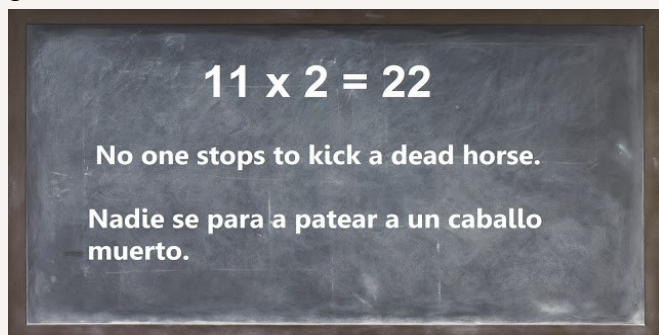 11 x 2 = 22
No one stops to kick a dead horse.
Nadie se para a patear a un caballo
muerto.